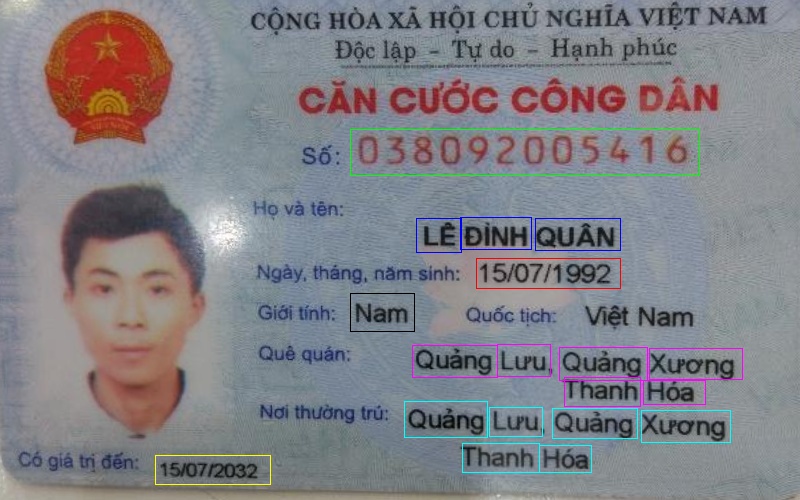 CỘNG HÒA XÃ HỘI CHỦ NGHĨA VIỆT NAM
Độc lập - Tự do - Hạnh phúc
CĂN CƯỚC CÔNG DÂN
Số: 038092005416
Họ và tên:
LÊ ĐÌNH QUÂN
Ngày, tháng, năm sinh: 15/07/1992
Giới tính: Nam Quốc tịch: Việt Nam
Quê quán: Quảng Lưu, Quảng Xương
Thanh Hóa
Nơi thường trú: Quảng Lưu, Quảng Xương
Thanh Hóa
Có giá trị đến: 15/07/2032